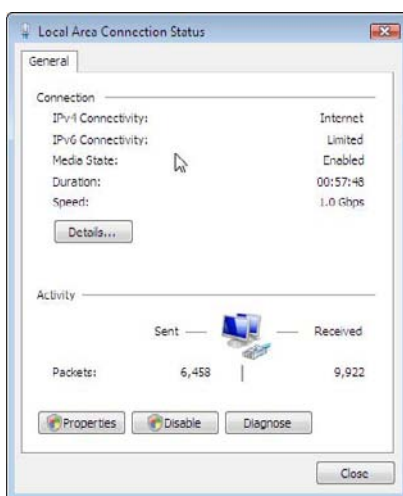 Local Area Connection Status
General
Connection
IPv4 Connectivity: Internet
IPv6 Connectivity: Limited
Media State: Enabled
Duration: 00:57:48
Speed: 1.0 Gbps
Details...
Activity
Sent Received
Packets: 6,458 9,922
Properties Disable Diagnose
Close